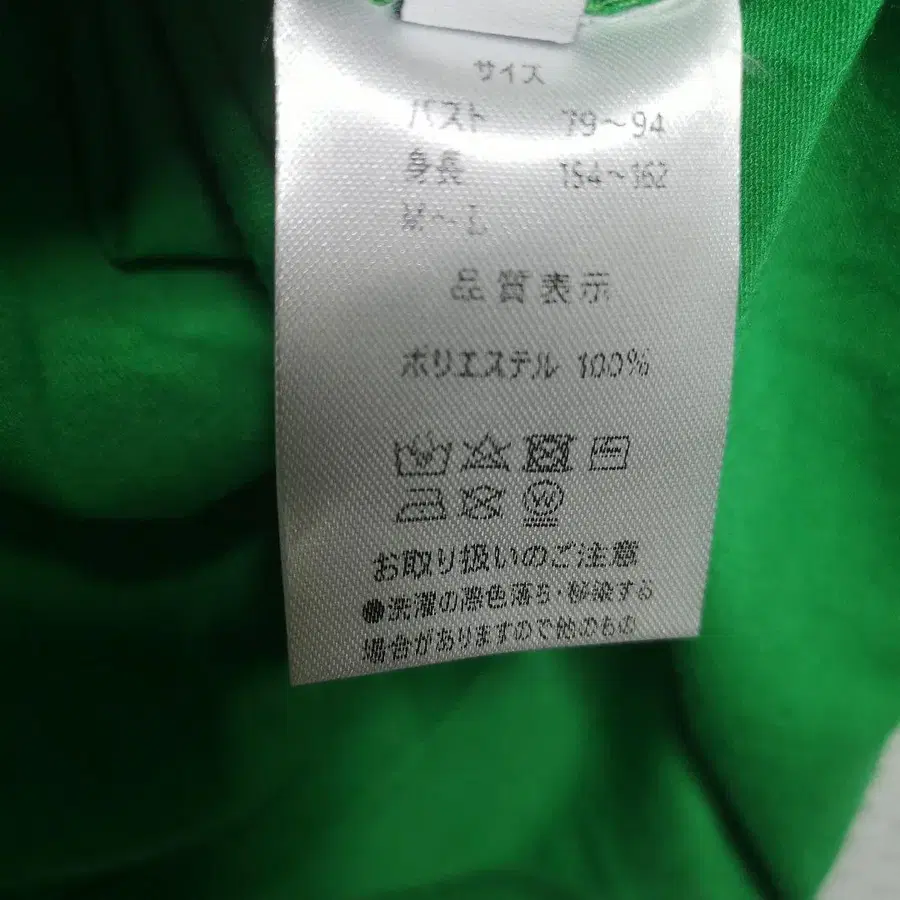 サイズ
バスト 79～94
身長 154～162
M～L
品質表示
ポリエステル 100%
W
お取り扱いのご注意
●洗濯の際色落ち・移染する
場合がありますので他のもの